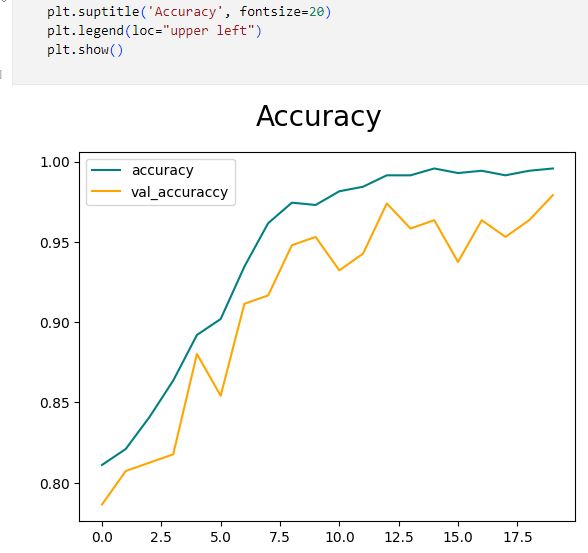 plt.suptitle('Accuracy', fontsize=20)
plt.legend(loc="upper left")
plt.show()
Accuracy
accuracy
val_accuraccy
1.00
0.95
0.90
0.85
0.80
0.0 2.5 5.0 7.5 10.0 12.5 15.0 17.5